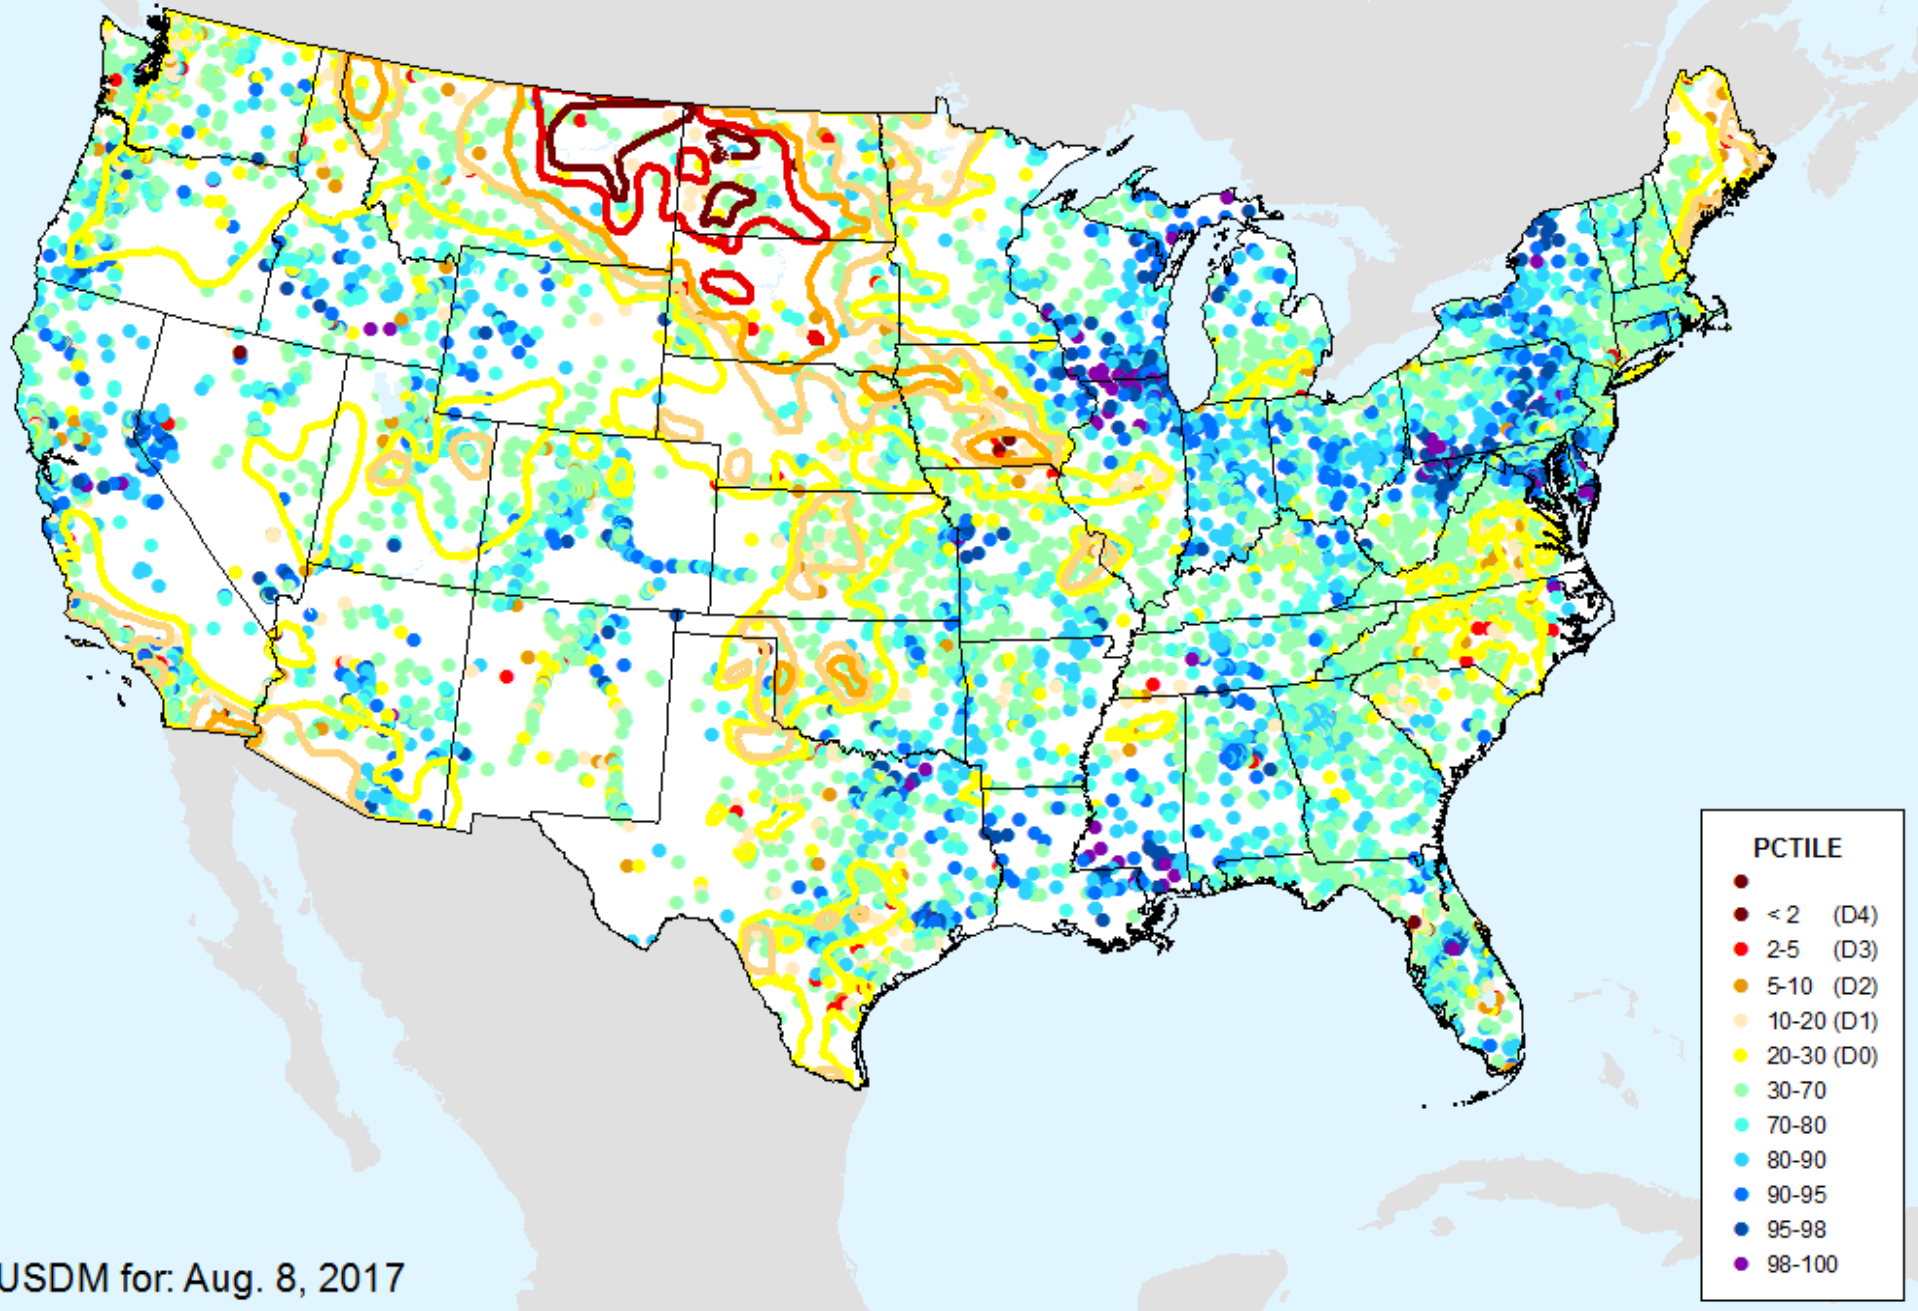 PCTILE
< 2 (D4)
2-5 (D3)
5-10 (D2)
10-20 (D1)
20-30 (D0)
30-70
70-80
80-90
90-95
95-98
98-100
USDM for: Aug. 8, 2017